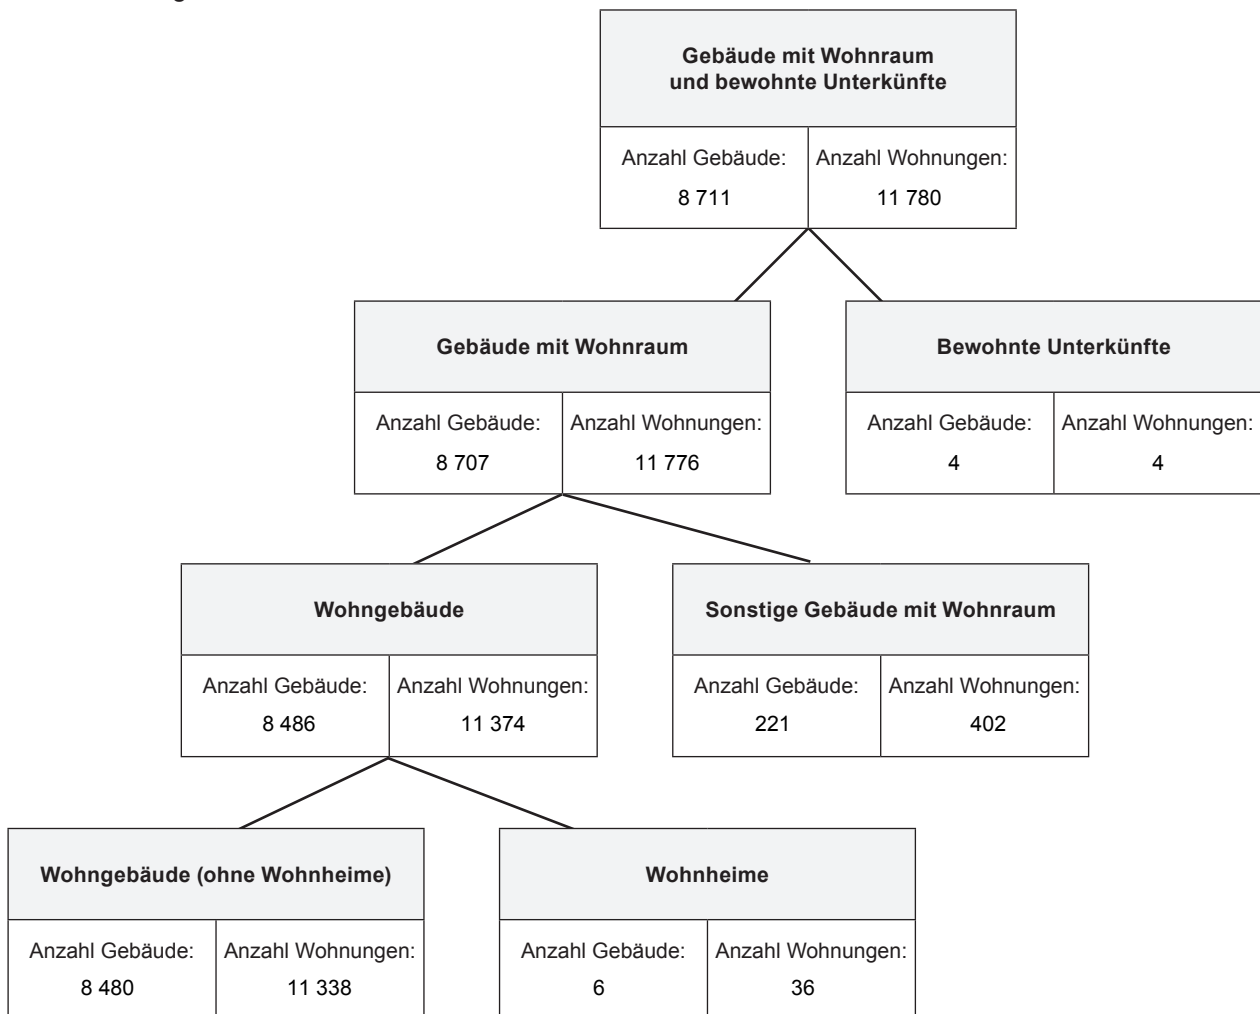 Gebäude mit Wohnraum
und bewohnte Unterkünfte
Anzahl Gebäude: Anzahl Wohnungen:
8 711 11 780
Gebäude mit Wohnraum
Anzahl Gebäude: Anzahl Wohnungen:
8 707 11 776
Bewohnte Unterkünfte
Anzahl Gebäude: Anzahl Wohnungen:
4 4
Wohngebäude
Anzahl Gebäude: Anzahl Wohnungen:
8 486 11 374
Sonstige Gebäude mit Wohnraum
Anzahl Gebäude: Anzahl Wohnungen:
221 402
Wohngebäude (ohne Wohnheime)
Anzahl Gebäude: Anzahl Wohnungen:
8 480 11 338
Wohnheime
Anzahl Gebäude: Anzahl Wohnungen:
6 36